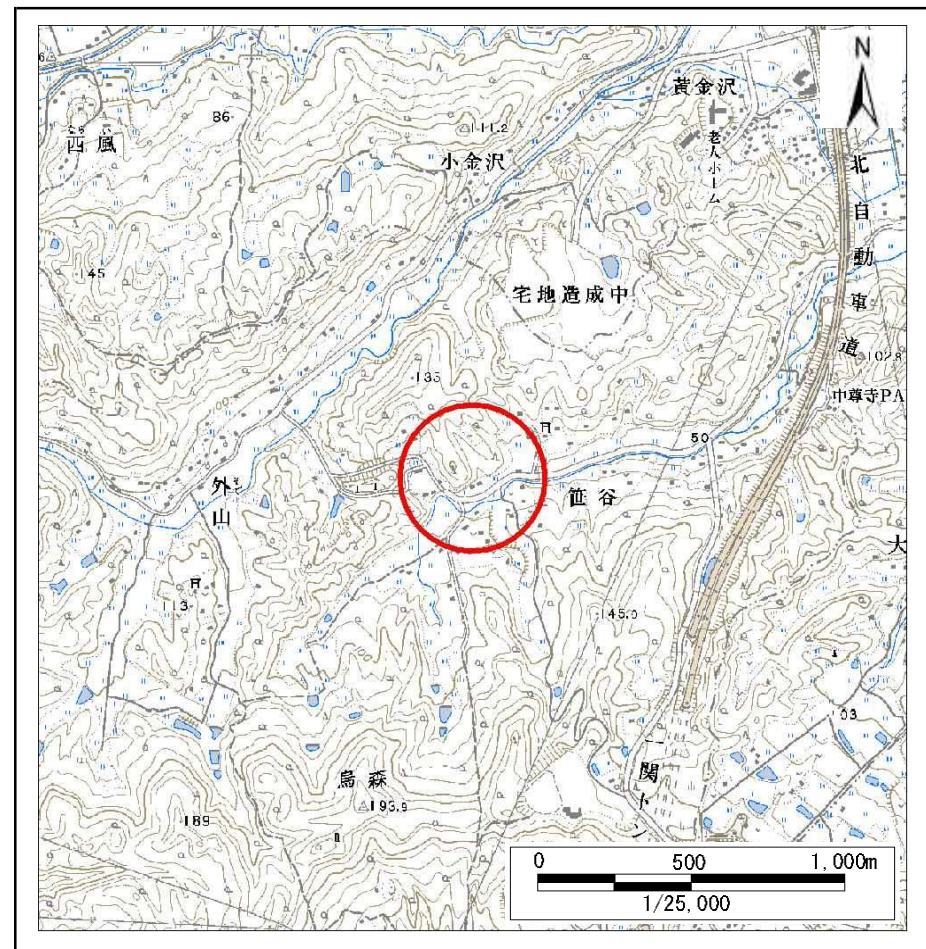 N
黄金沢
老人ホーム
86
西風
111.2
小金沢
北自動車道
145
宅地造成中
102.8
135
中尊寺PA
50
外山
笹谷
大
113
145.0
03
烏森
193.9
189
一関トン
0 500 1,000m
1/25,000